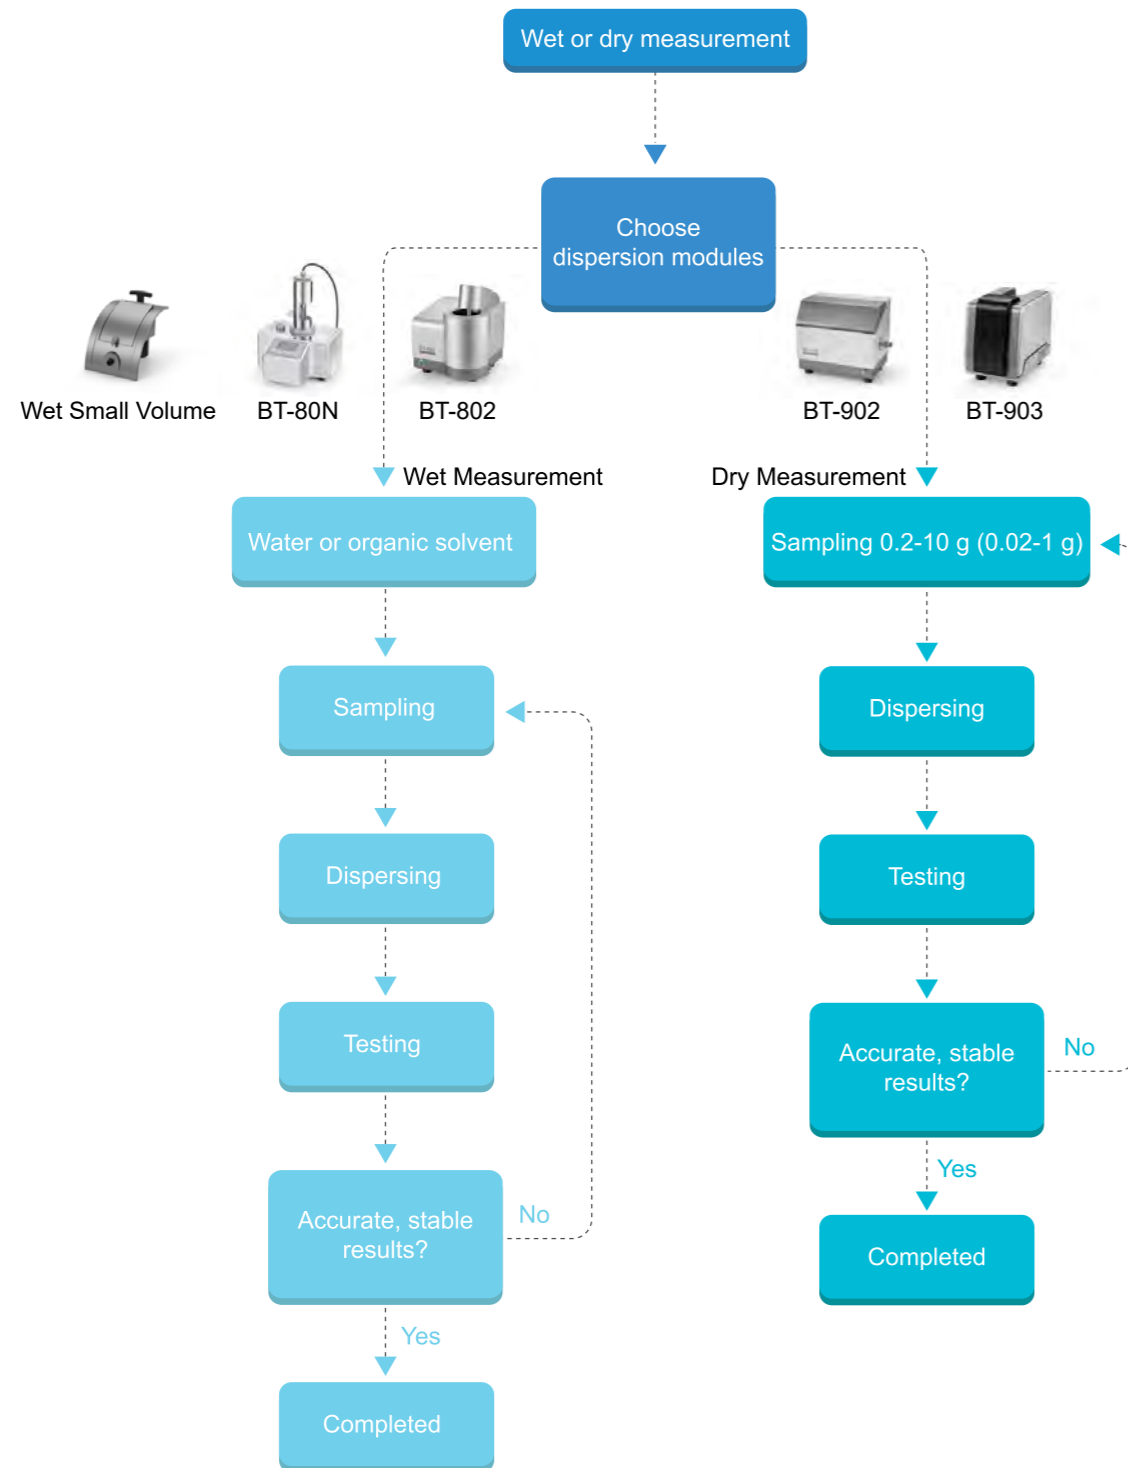 Wet or dry measurement
Choose
dispersion modules
Wet Small Volume
BT-80N
BT-802
BT-902
BT-903
Wet Measurement
Dry Measurement
Water or organic solvent
Sampling 0.2-10 g (0.02-1 g)
Sampling
Dispersing
Dispersing
Testing
Testing
Accurate, stable
results?
No
Yes
Completed
Accurate, stable
results?
No
Yes
Completed